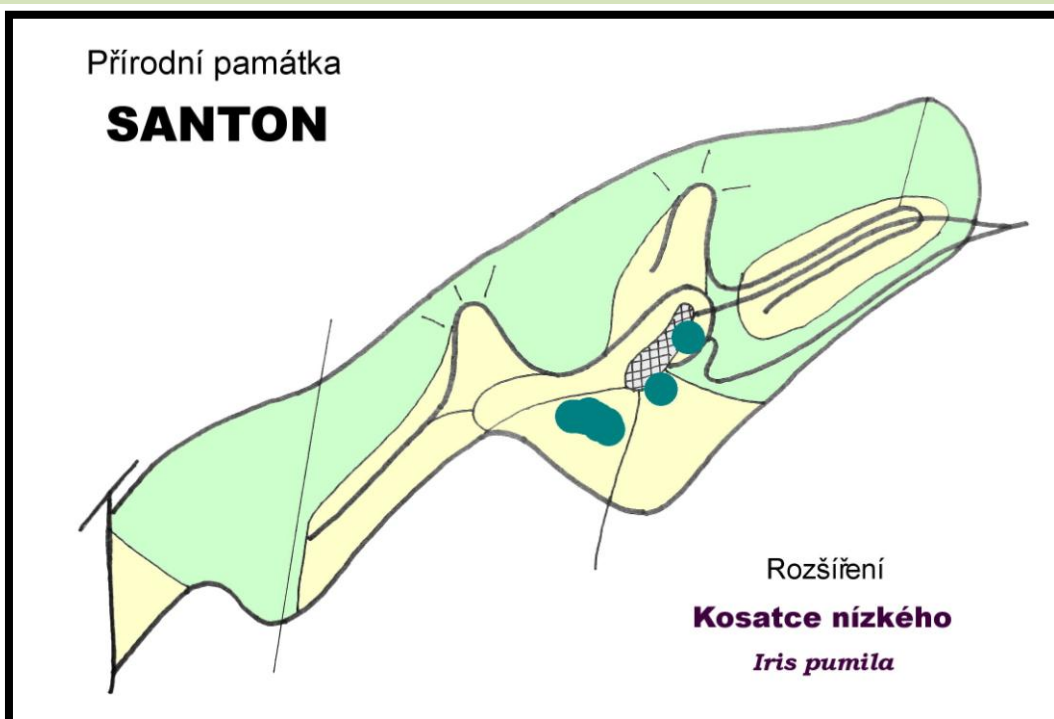 Přírodní památka
SANTON
Rozšíření
Kosatce nízkého
Iris pumila